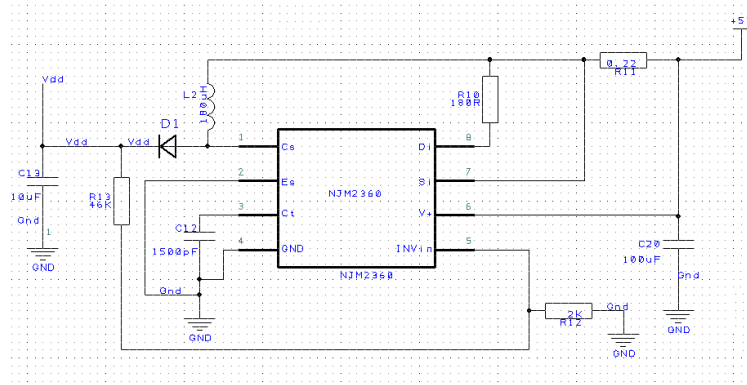 +5
Vdd
L2
180uH
0.22
R11
R10
180R
D1
Vdd
Vdd
1
Cs
Di
8
C13
10uF
Gnd
1
GND
R13
46K
2
Es
Si
7
NJM2360
3
Ct
V+
6
C12
1500pF
4
GND
INVin
5
C20
100uF
Gnd
NJM2360
Gnd
GND
Gnd
2K
R12
GND
GND